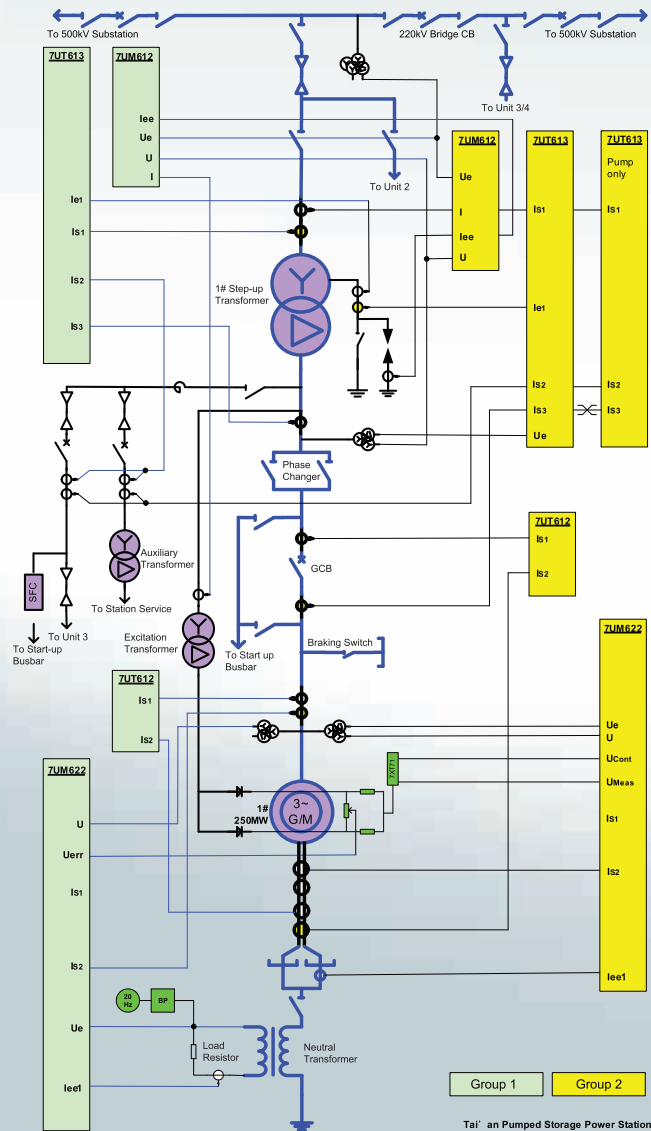 To 500kV Substation
220kV Bridge CB
To 500kV Substation
7UT613
Ie1
Is1
Is2
Is3
7UM612
Iee
Ue
U
I
To Unit 3/4
To Unit 2
7UM612
Ue
I
Iee
U
7UT613
Is1
Ie1
Is2
Is3
Ue
7UT613
Pump
only
Is1
Is2
Is3
1# Step-up
Transformer
Phase
Changer
GCB
Auxiliary
Transformer
To Station Service
SFC
To Unit 3
To Start-up
Busbar
Excitation
Transformer
To Start up
Busbar
Braking Switch
7UT612
Is1
Is2
7UT612
Is1
Is2
7UM622
Ue
U
UCont
UMeas
Is1
Is2
Iee1
7XT71
3~
G/M
1#
250MW
7UM622
U
Uerr
Is1
Is2
Ue
Iee1
20
Hz
BP
Load
Resistor
Neutral
Transformer
Group 1
Group 2
Tai' an Pumped Storage Power Station